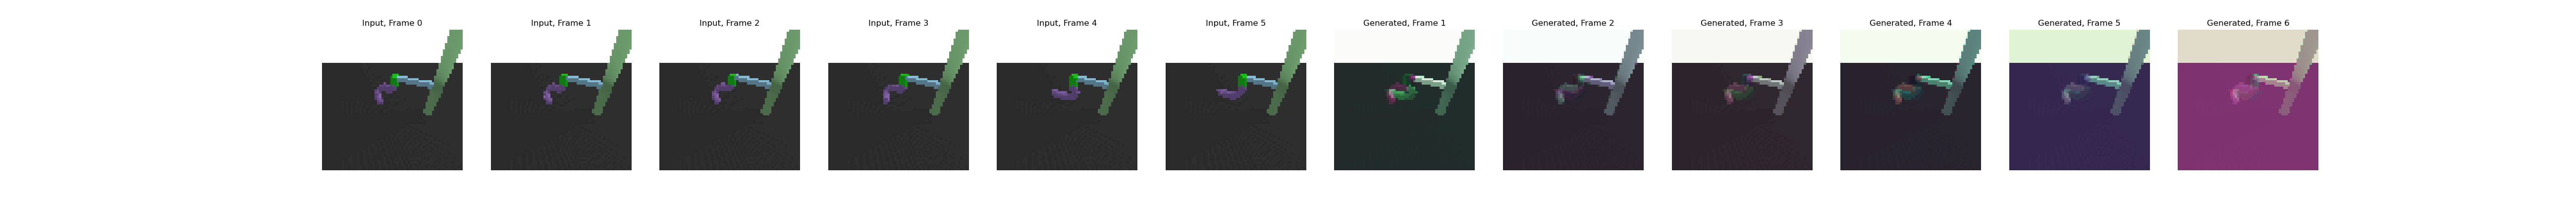 Input, Frame 0
Input, Frame 1
Input, Frame 2
Input, Frame 3
Input, Frame 4
Input, Frame 5
Generated, Frame 1
Generated, Frame 2
Generated, Frame 3
Generated, Frame 4
Generated, Frame 5
Generated, Frame 6